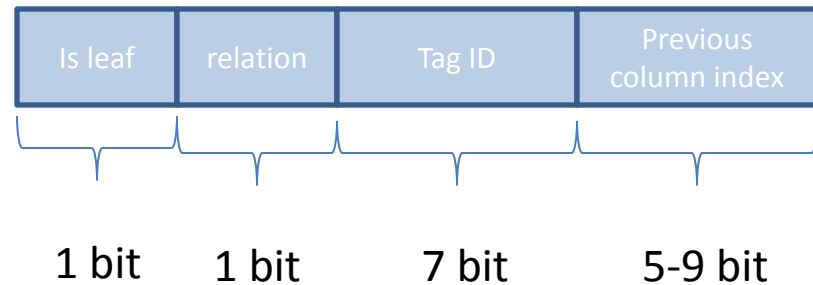 Is leaf
relation
Tag ID
Previous
column index
1 bit
1 bit
7 bit
5-9 bit